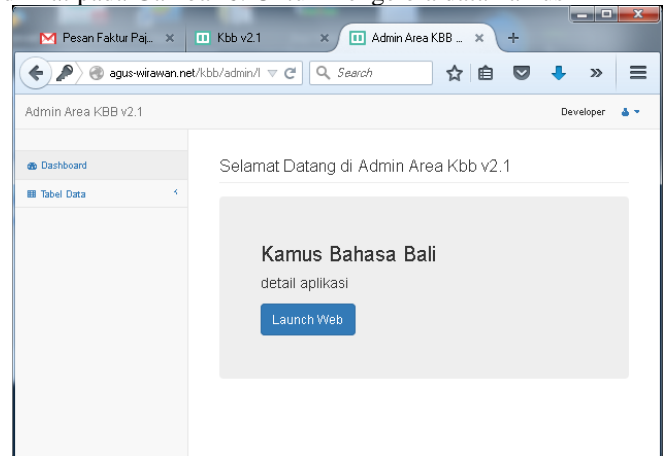 pada Gambar
Pesan Faktur Paj...
Kbb v2.1
Admin Area KBB ...
agus-wirawan.net/kbb/admin/l
Search
Admin Area KBB v2.1
Developer
Dashboard
Selamat Datang di Admin Area Kbb v2.1
Tabel Data
Kamus Bahasa Bali
detail aplikasi
Launch Web